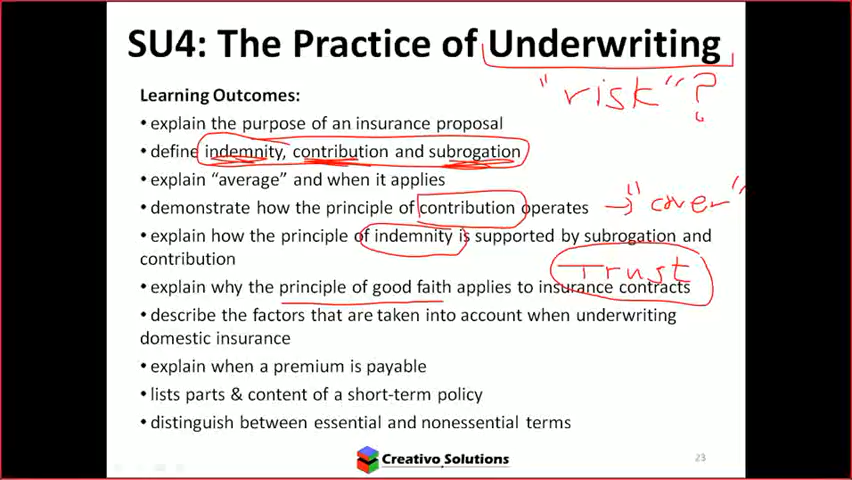 SU4: The Practice of Underwriting
"risk"?
Learning Outcomes:
• explain the purpose of an insurance proposal
• define indemnity, contribution and subrogation
• explain “average” and when it applies
• demonstrate how the principle of contribution operates → "cover"
• explain how the principle of indemnity is supported by subrogation and
contribution
Trust
• explain why the principle of good faith applies to insurance contracts
• describe the factors that are taken into account when underwriting
domestic insurance
• explain when a premium is payable
• lists parts & content of a short-term policy
• distinguish between essential and nonessential terms
Creativo Solutions
23